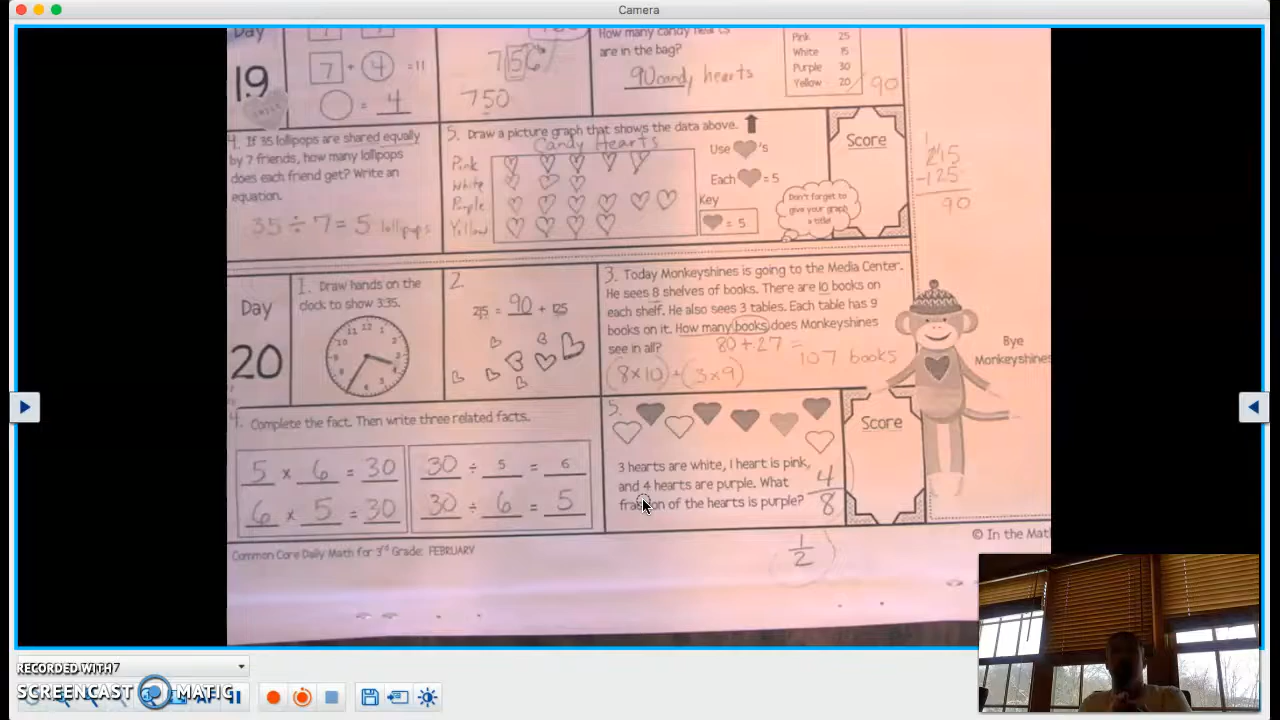 Camera
Day
19
7 + 4 = 11
= 4
756
750
How many candy hearts
are in the bag?
90 candy hearts
Pink 25
White 15
Purple 30
Yellow 20
90
4. If 35 lollipops are shared equally
by 7 friends, how many lollipops
does each friend get? Write an
equation.
35 ÷ 7 = 5 lollipops
5. Draw a picture graph that shows the data above.
Candy Hearts
Pink
White
Purple
Yellow
Use 's
Each = 5
Key
= 5
Don't forget to
give your graph
a title!
Score
215
-125
90
Day
20
1. Draw hands on the
clock to show 3:35.
2.
215 = 90 + 125
3. Today Monkeyshines is going to the Media Center.
He sees 8 shelves of books. There are 10 books on
each shelf. He also sees 3 tables. Each table has 9
books on it. How many books does Monkeyshines
see in all?
80 + 27 =
107 books
(8 x 10) + (3 x 9)
Bye
Monkeyshines
4. Complete the fact. Then write three related facts.
5 x 6 = 30
6 x 5 = 30
30 ÷ 5 = 6
30 ÷ 6 = 5
5.
3 hearts are white, 1 heart is pink,
and 4 hearts are purple. What
fraction of the hearts is purple?
4
8
1
2
Score
Common Core Daily Math for 3rd Grade: FEBRUARY
© In the Mat
RECORDED WITH
SCREENCAST MATIC